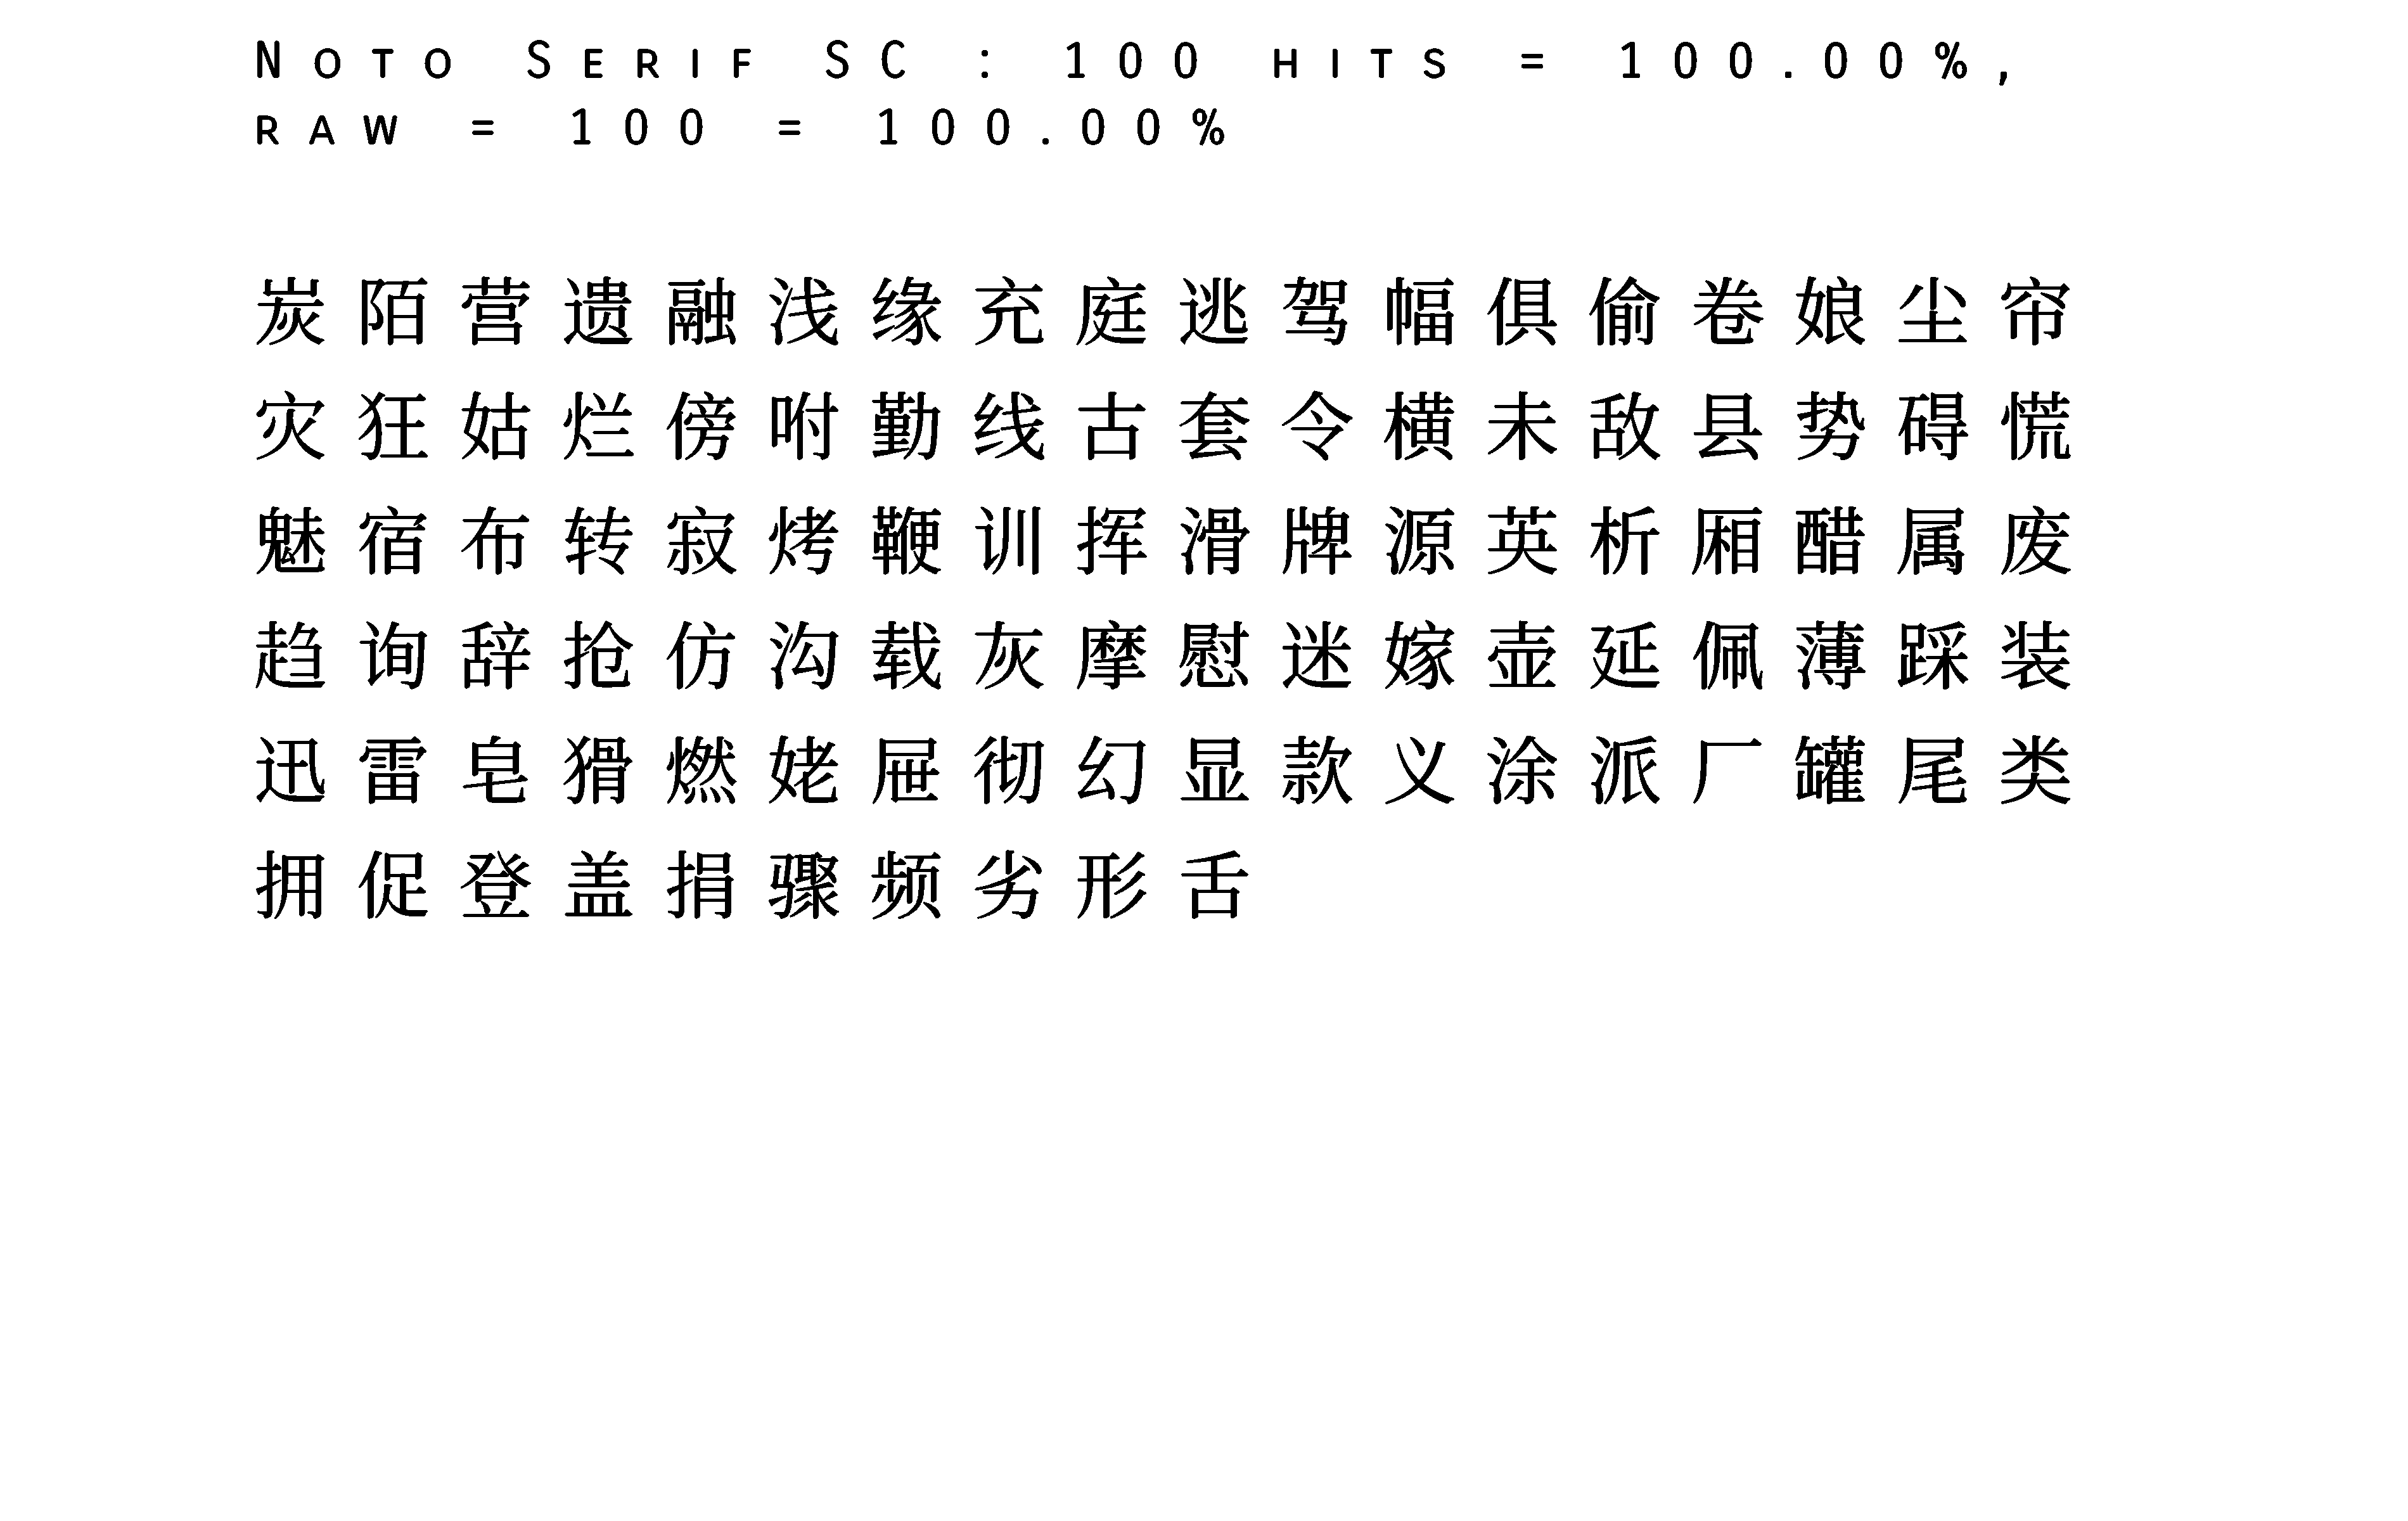 Noto Serif SC : 100 hits = 100.00%,
raw = 100 = 100.00%
炭陌营遗融浅缘充庭逃驾幅俱偷卷娘尘帘
灾狂姑烂傍咐勤线古套令横未敌县势碍慌
魅宿布转寂烤鞭训挥滑牌源英析厢醋属废
趋询辞抢仿沟载灰摩慰迷嫁壶延佩薄踩装
迅雷皂猾燃姥屉彻幻显款义涂派厂罐尾类
拥促登盖捐骤频劣形舌